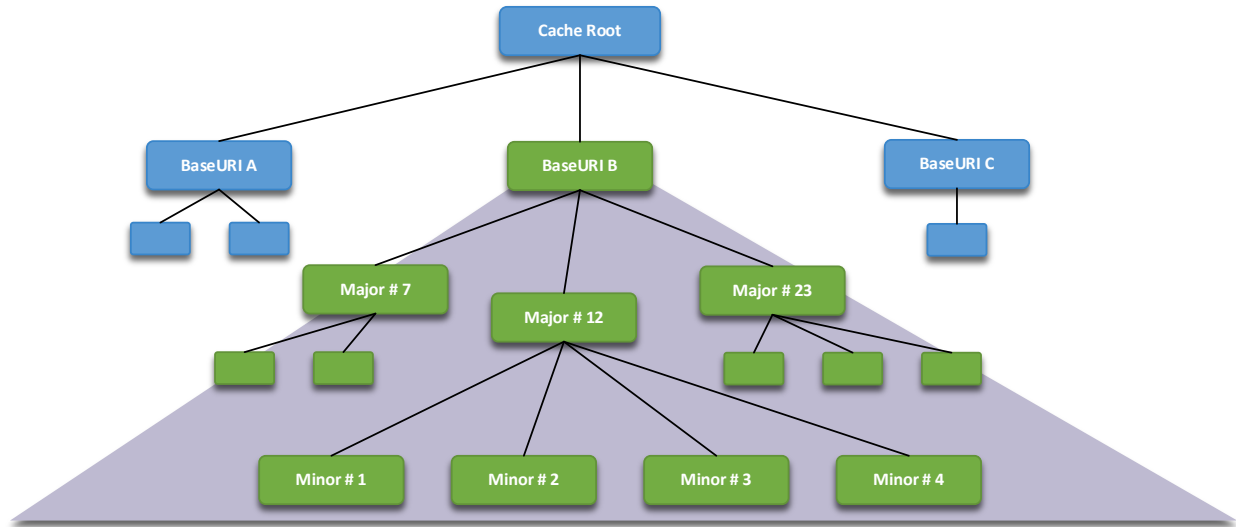 Cache Root
BaseURI A
BaseURI B
BaseURI C
Major # 7
Major # 12
Major # 23
Minor # 1
Minor # 2
Minor # 3
Minor # 4